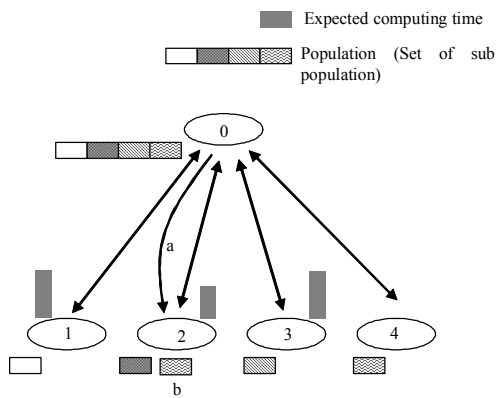 Expected computing time
Population (Set of sub
population)
0
a
1
2
3
4
b